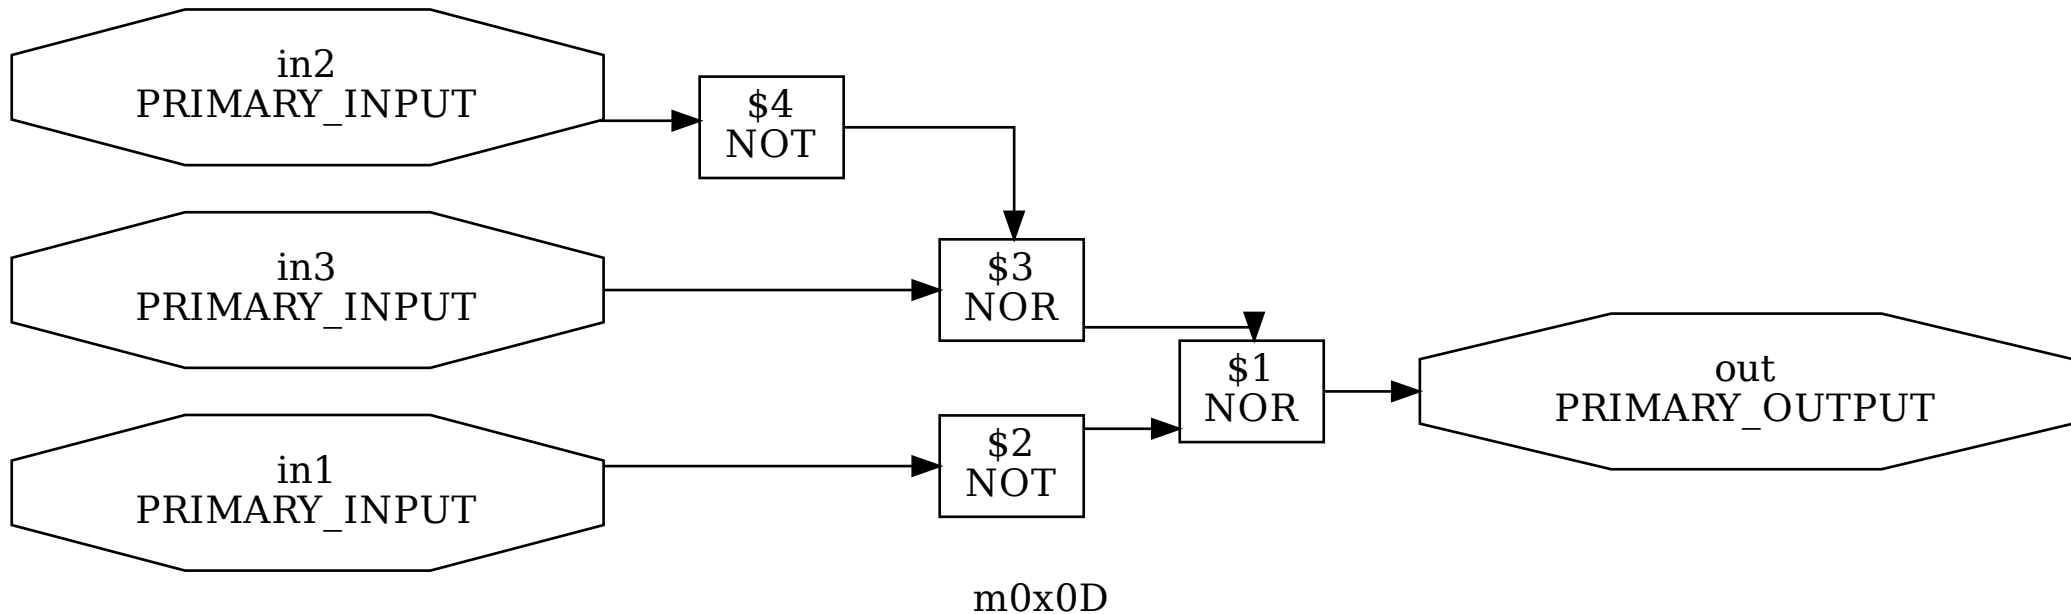 in2
PRIMARY_INPUT
$4
NOT
in3
PRIMARY_INPUT
$3
NOR
$1
NOR
out
PRIMARY_OUTPUT
in1
PRIMARY_INPUT
$2
NOT
m0x0D